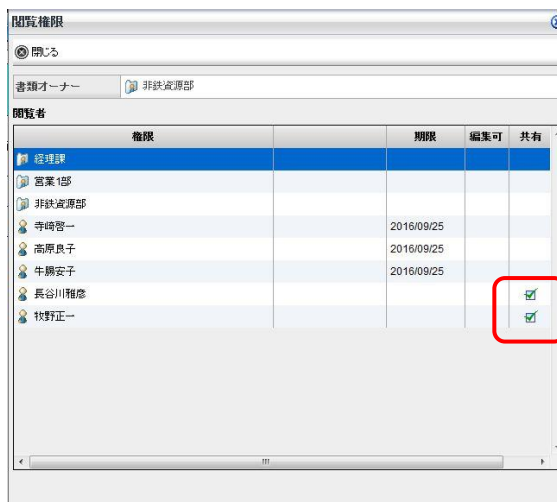 閲覧権限
閉じる
書類オーナー 非鉄資源部
閲覧者
権限 期限 編集可 共有
経理課
営業1部
非鉄資源部
寺崎啓一 2016/09/25
高原良子 2016/09/25
牛腸安子 2016/09/25
長谷川雅彦
牧野正一